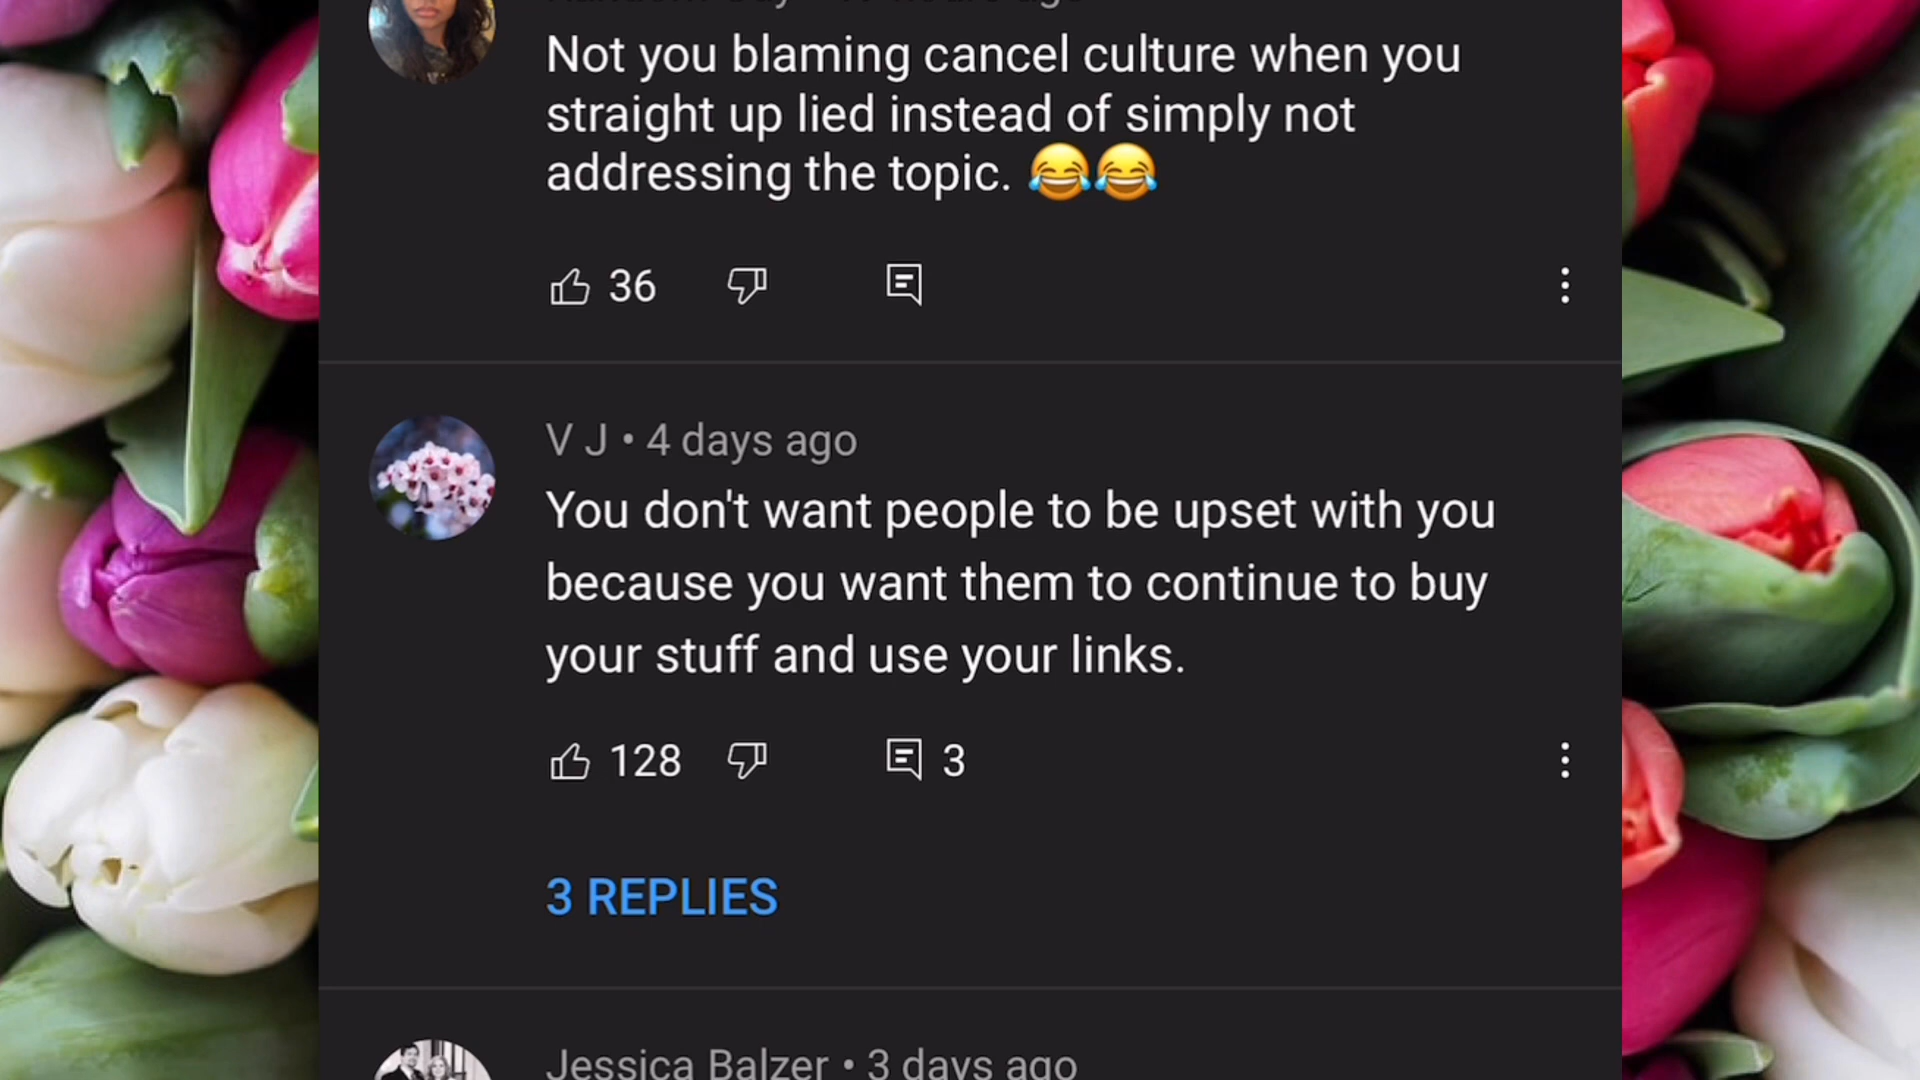 Not you blaming cancel culture when you
straight up lied instead of simply not
addressing the topic. 😂😂
36
V J • 4 days ago
You don't want people to be upset with you
because you want them to continue to buy
your stuff and use your links.
128
3
3 REPLIES
Jessica Balzer • 3 days ago